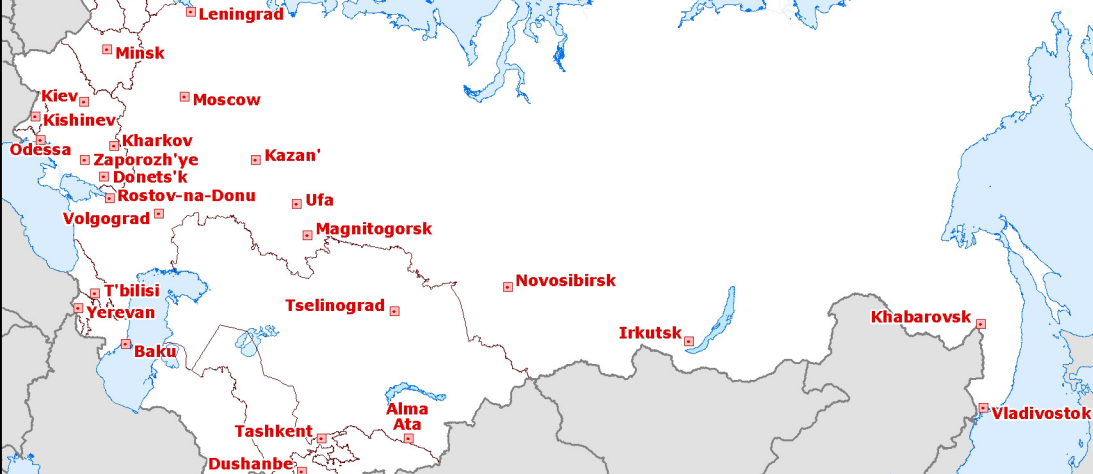 Leningrad
Minsk
Kiev
Moscow
Kishinev
Kharkov
Odessa
Kazan'
Zaporozh'ye
Donets'k
Rostov-na-Donu
Ufa
Volgograd
Magnitogorsk
Novosibirsk
T'bilisi
Tselinograd
Yerevan
Khabarovsk
Irkutsk
Baku
Alma
Ata
Vladivostok
Tashkent
Dushanbe